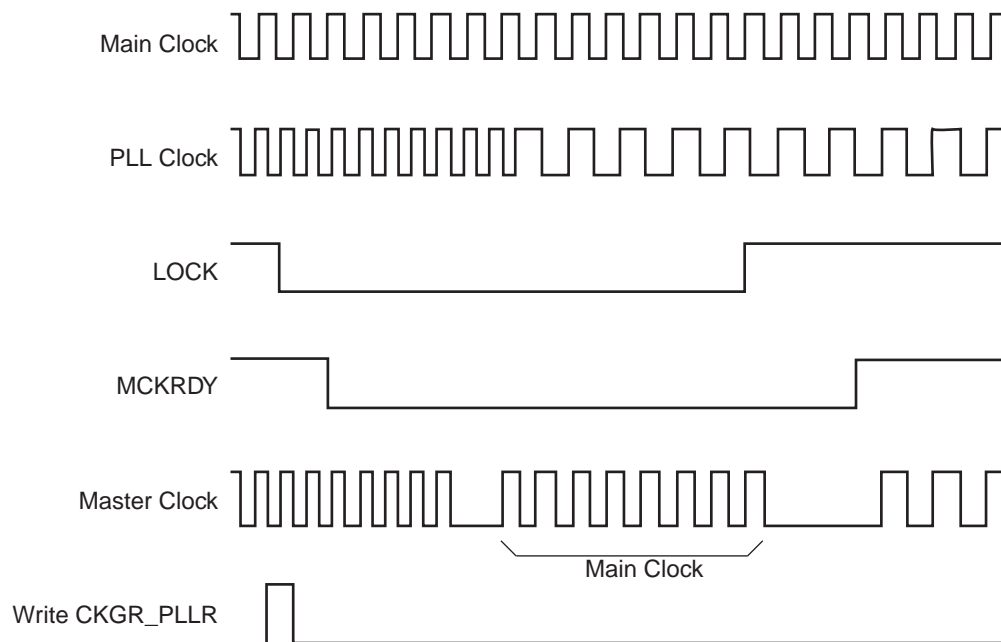 Main Clock
PLL Clock
LOCK
MCKRDY
Master Clock
Main Clock
Write CKGR_PLLR